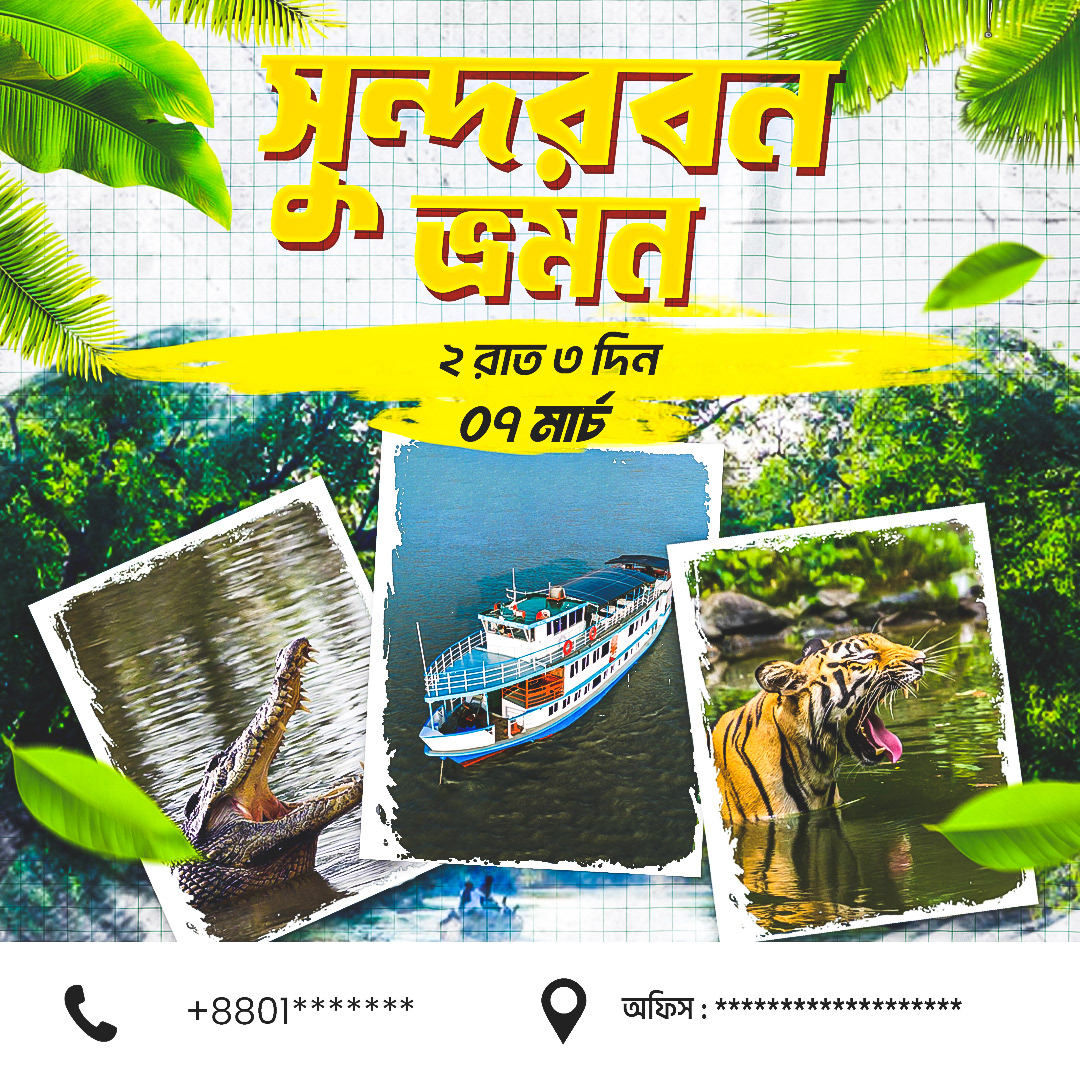 সুন্দরবন
ভ্রমন
২ রাত ৩ দিন
০৭ মার্চ
+8801*******
অফিস : *******************